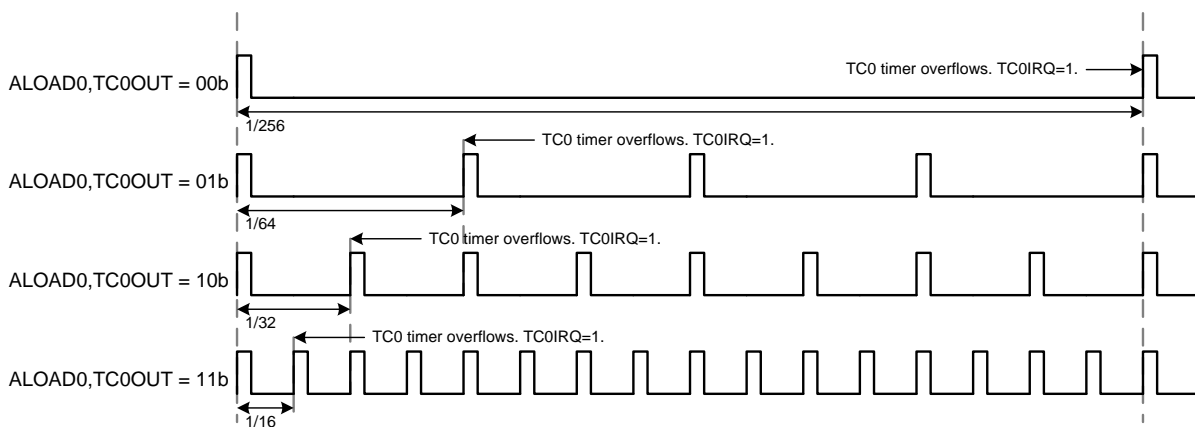 TC0 timer overflows. TC0IRQ=1.
ALOAD0,TC0OUT = 00b
1/256
TC0 timer overflows. TC0IRQ=1.
ALOAD0,TC0OUT = 01b
1/64
TC0 timer overflows. TC0IRQ=1.
ALOAD0,TC0OUT = 10b
1/32
TC0 timer overflows. TC0IRQ=1.
ALOAD0,TC0OUT = 11b
1/16